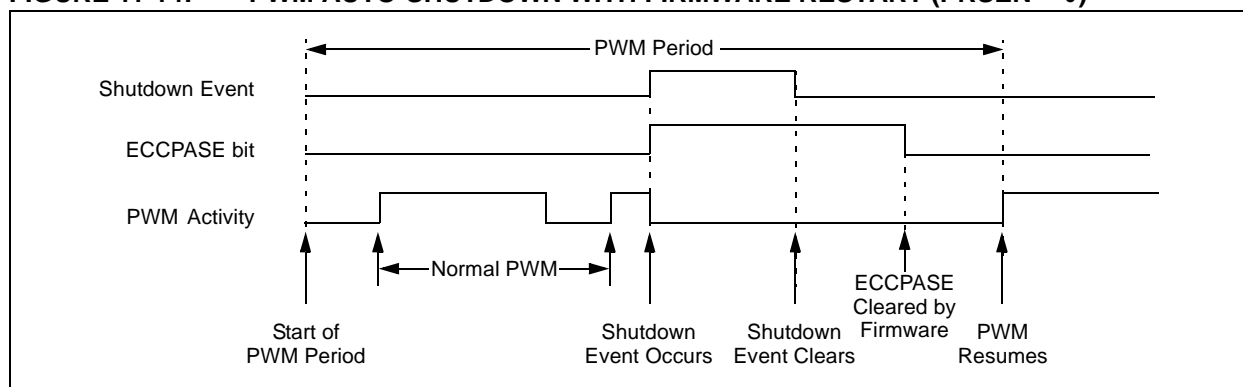 PWM Period
Shutdown Event
ECCPASE bit
PWM Activity
Normal PWM
Start of
PWM Period
Shutdown
Event Occurs
Shutdown
Event Clears
ECCPASE
Cleared by
Firmware
PWM
Resumes